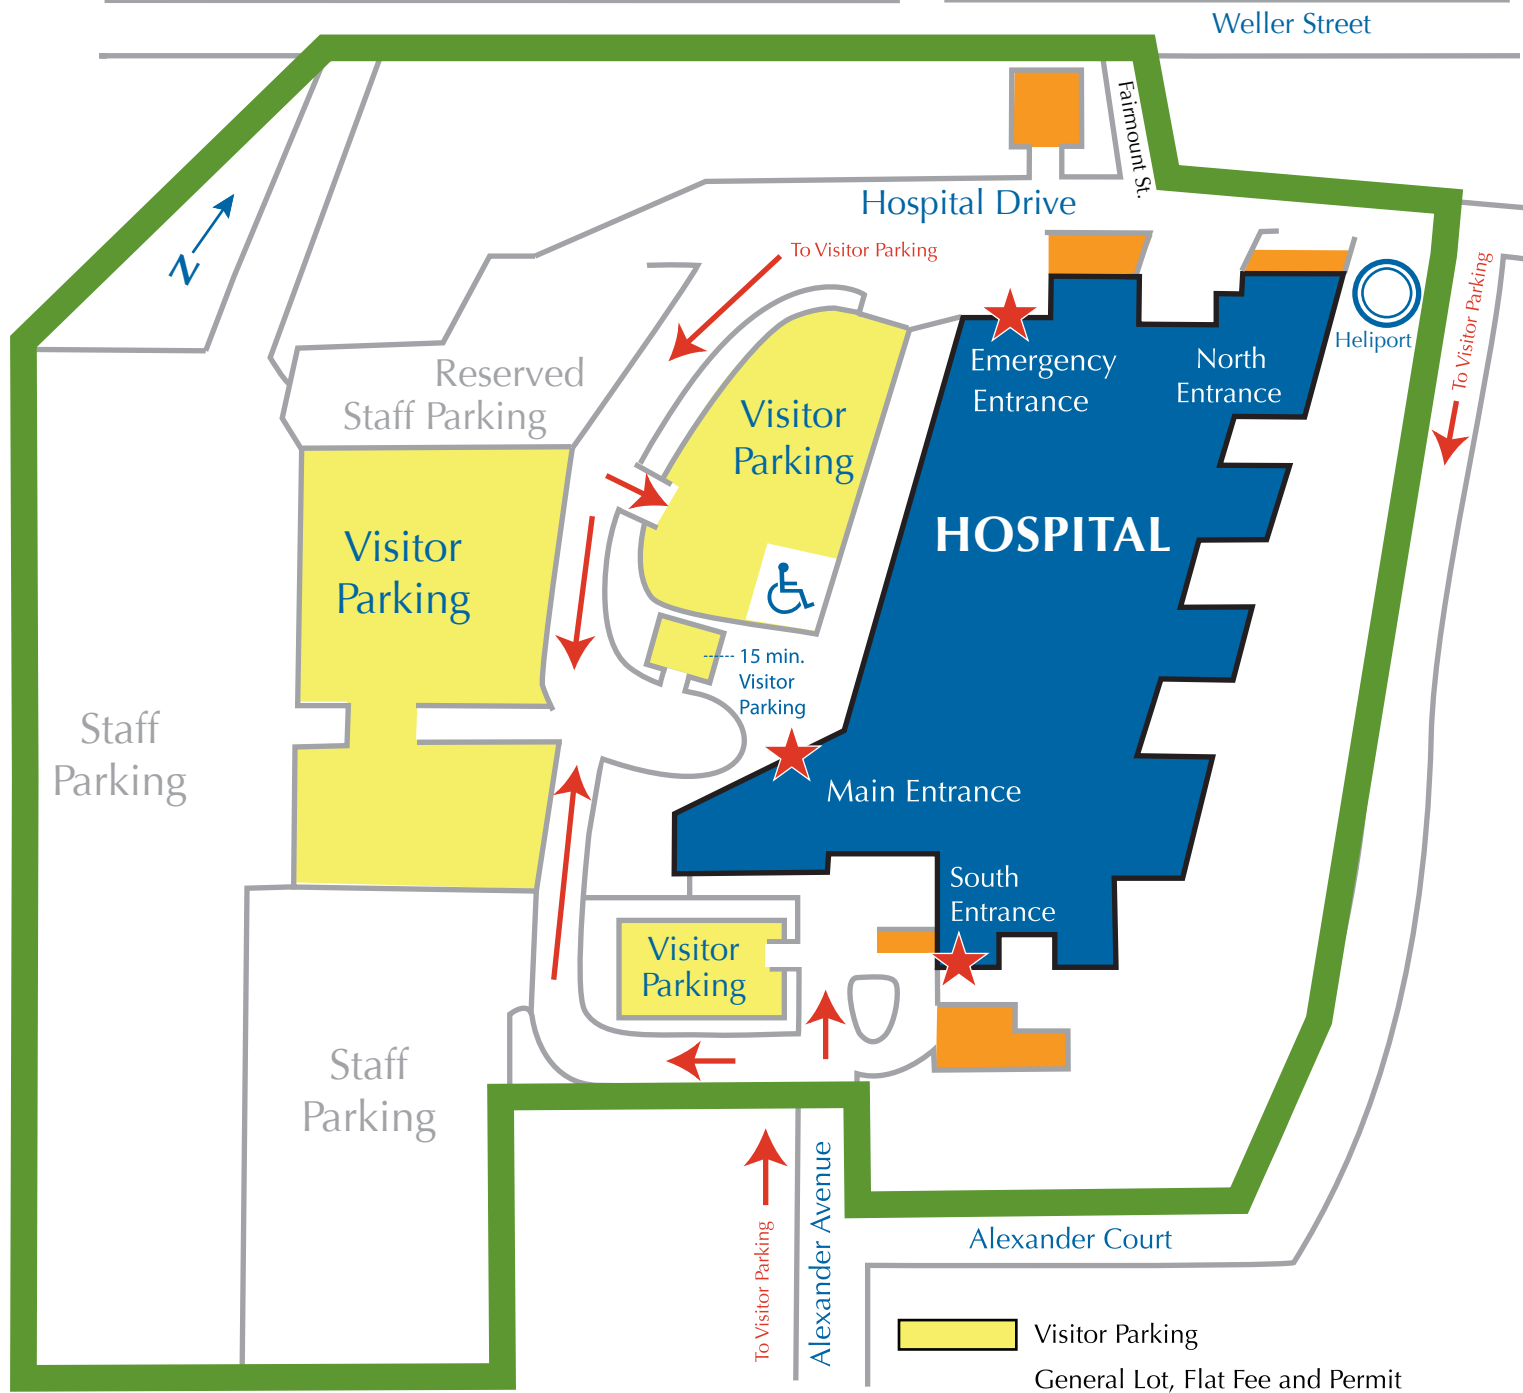 Weller Street
Fairmount St.
Hospital Drive
To Visitor Parking
To Visitor Parking
N
Heliport
Emergency
Entrance
North
Entrance
Reserved
Staff Parking
Visitor
Parking
HOSPITAL
Visitor
Parking
15 min.
Visitor
Parking
Staff
Parking
Main Entrance
South
Entrance
Visitor
Parking
Staff
Parking
To Visitor Parking
Alexander Avenue
Alexander Court
Visitor Parking
General Lot, Flat Fee and Permit